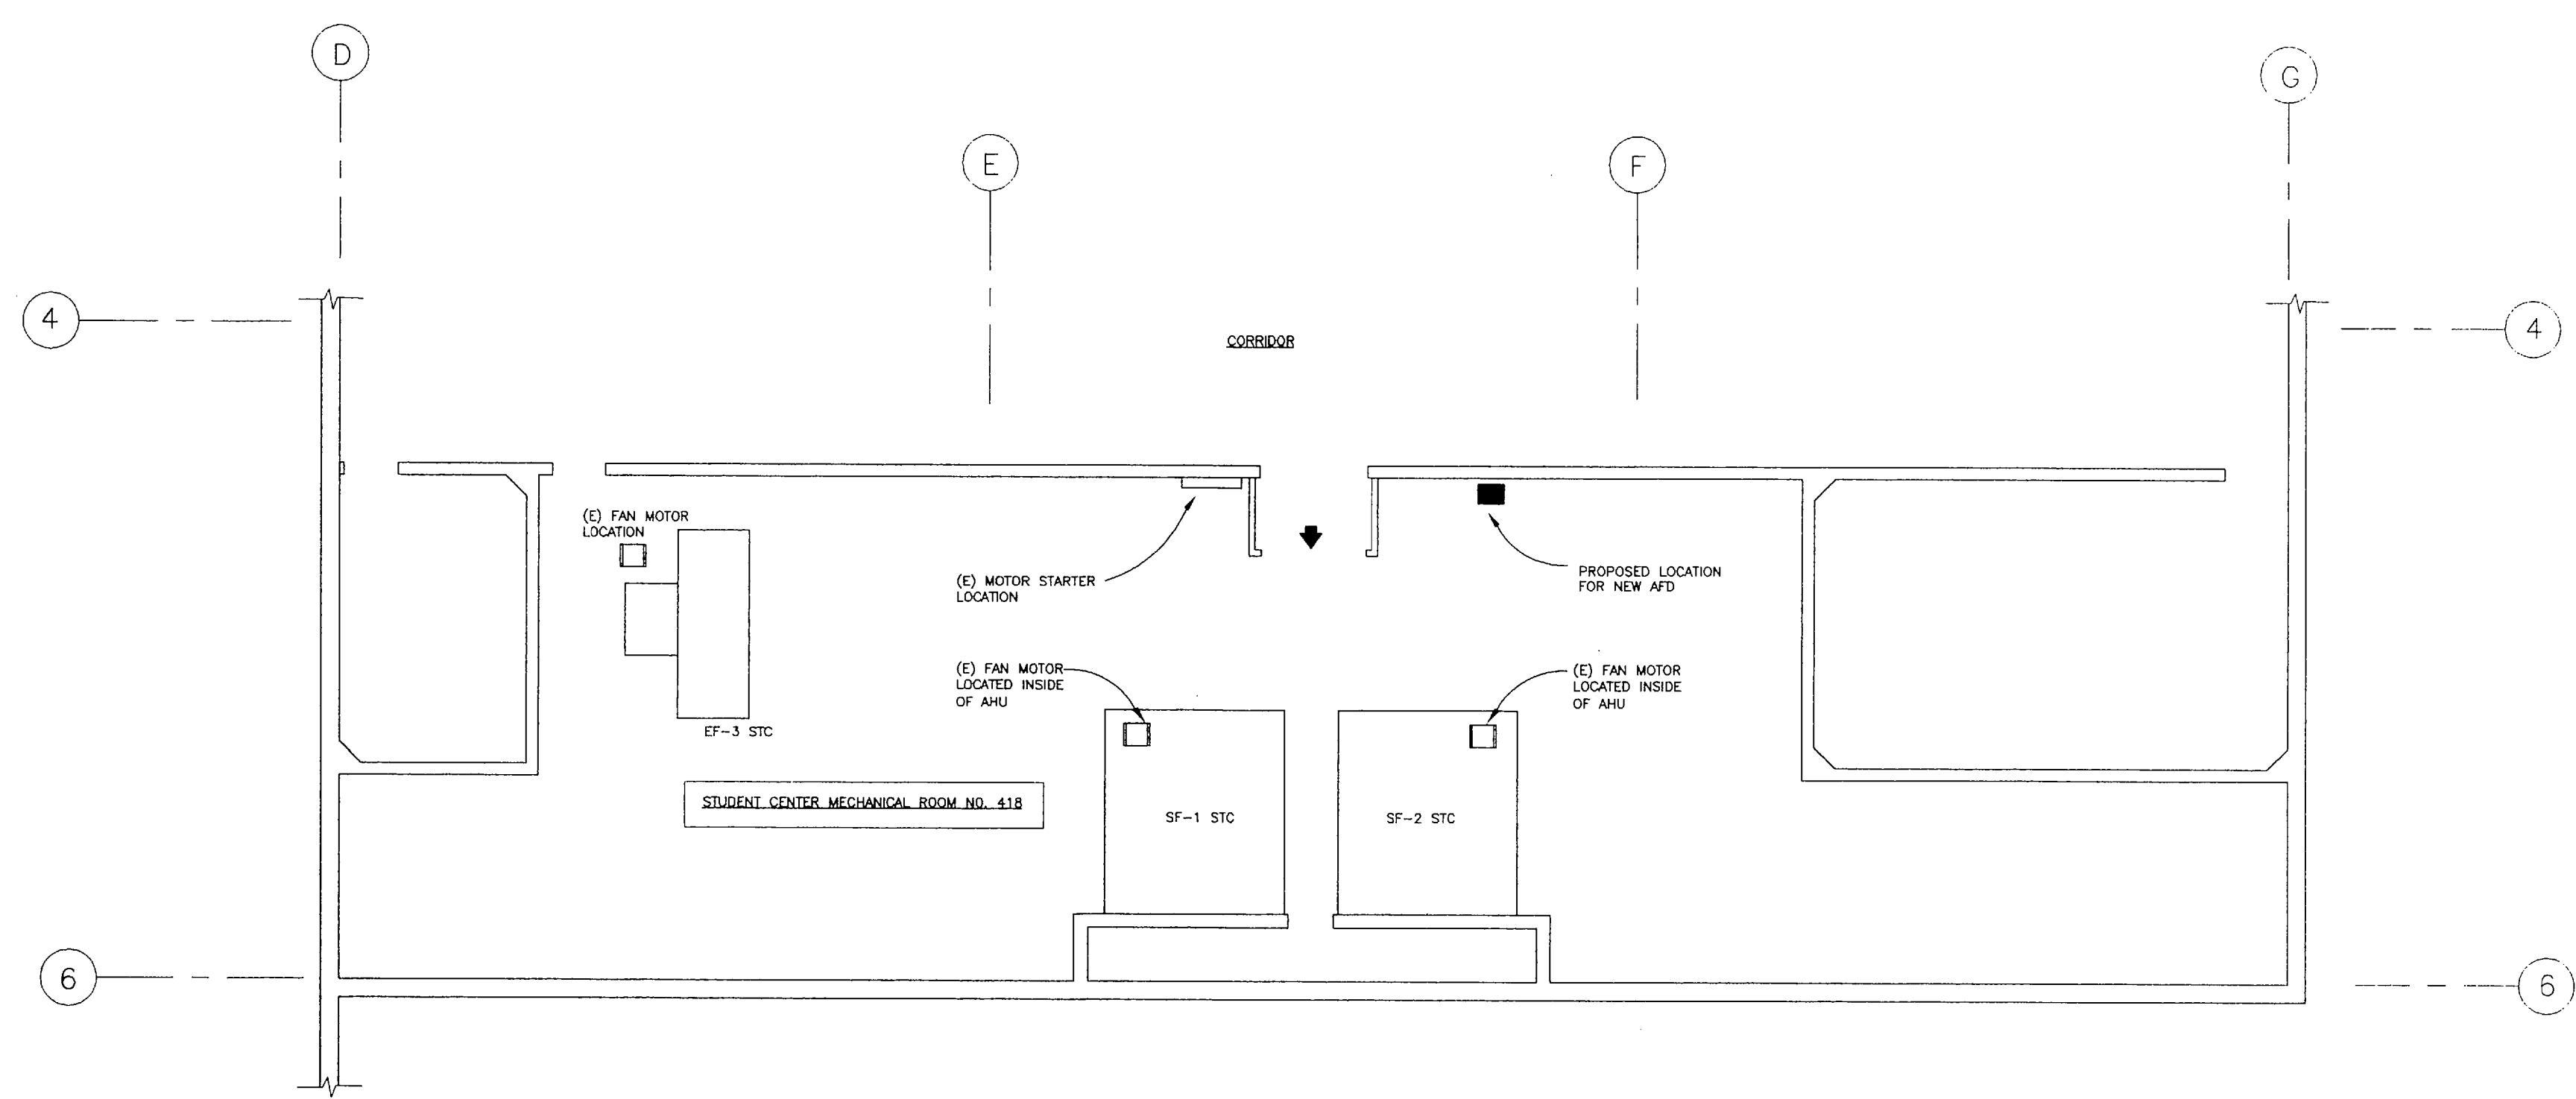 D
G
E
F
4
4
CORRIDOR
(E) FAN MOTOR
LOCATION
(E) MOTOR STARTER
LOCATION
PROPOSED LOCATION
FOR NEW AFD
(E) FAN MOTOR
LOCATED INSIDE
OF AHU
(E) FAN MOTOR
LOCATED INSIDE
OF AHU
EF-3 STC
STUDENT CENTER MECHANICAL ROOM NO. 418
SF-1 STC
SF-2 STC
6
6